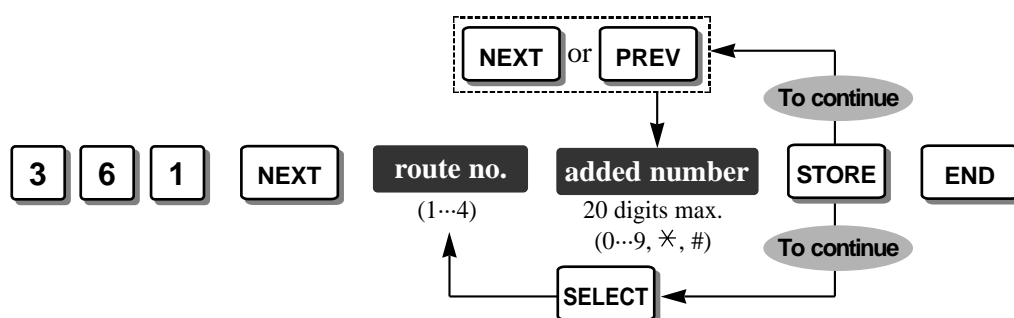 NEXT or PREV
To continue
3 6 1 NEXT route no. added number STORE END
(1···4) 20 digits max.
(0···9, ✳, #)
To continue
SELECT